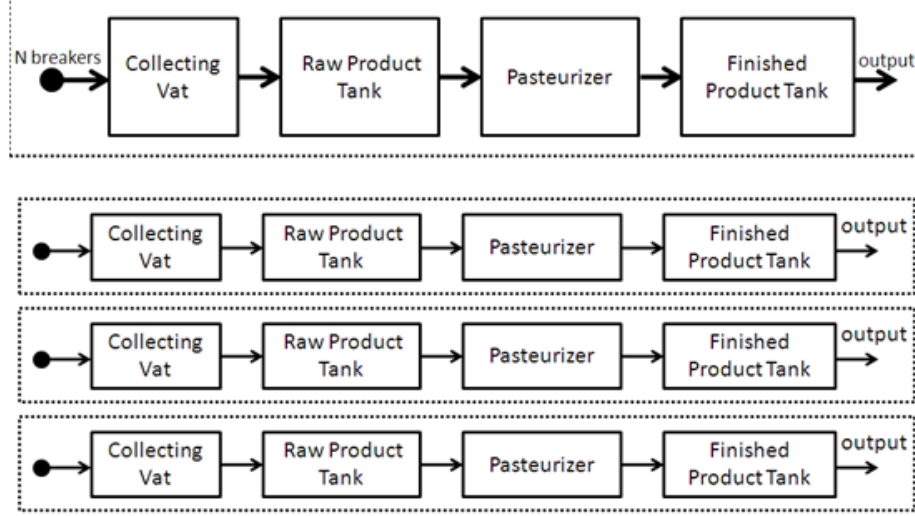 N breakers
Collecting
Vat
Raw Product
Tank
Pasteurizer
Finished
Product Tank
output
Collecting
Vat
Raw Product
Tank
Pasteurizer
Finished
Product Tank
output
Collecting
Vat
Raw Product
Tank
Pasteurizer
Finished
Product Tank
output
Collecting
Vat
Raw Product
Tank
Pasteurizer
Finished
Product Tank
output